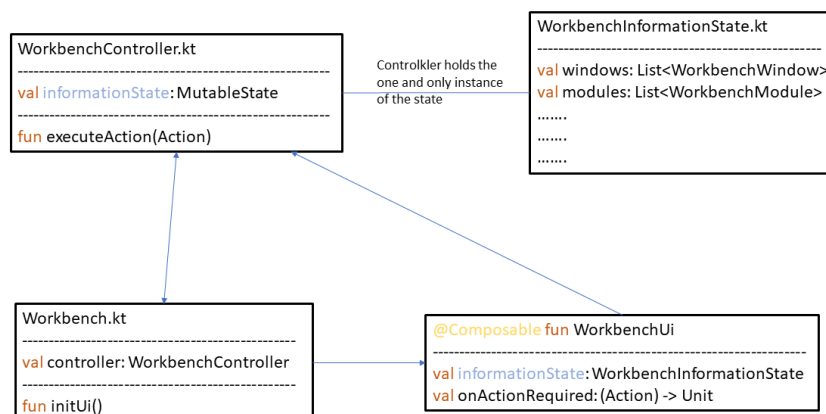 WorkbenchController.kt
--------------------------------------------------
val informationState: MutableState
--------------------------------------------------
fun executeAction(Action)
Controlkler holds the
one and only instance
of the state
WorkbenchInformationState.kt
--------------------------------------------------
val windows: List<WorkbenchWindow>
val modules: List<WorkbenchModule>
.......
.......
.......
Workbench.kt
--------------------------------------------
val controller: WorkbenchController
--------------------------------------------
fun initUi()
@Composable fun WorkbenchUi
-------------------------------------------------------
val informationState: WorkbenchInformationState
val onActionRequired: (Action) -> Unit